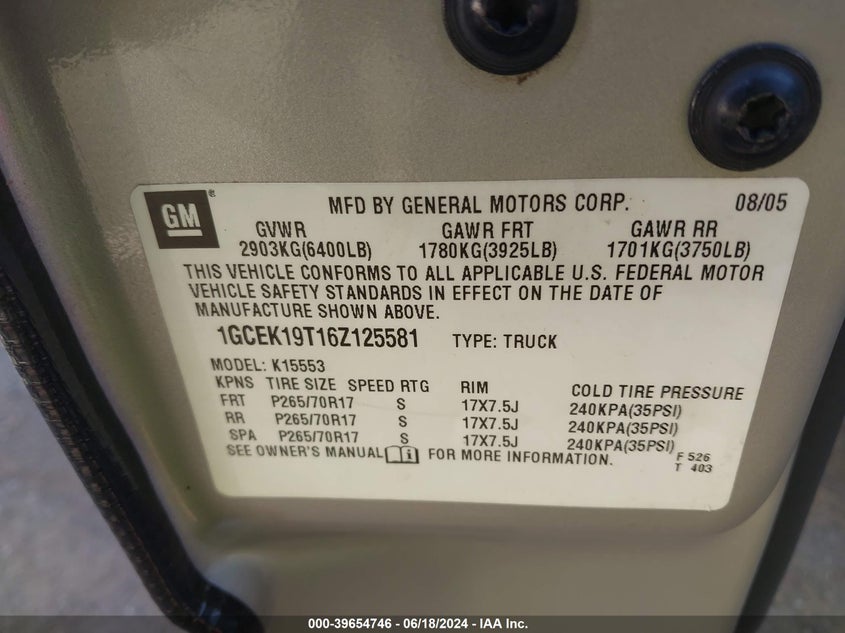 GM
MFD BY GENERAL MOTORS CORP. 08/05
GVWR GAWR FRT GAWR RR
2903KG(6400LB) 1780KG(3925LB) 1701KG(3750LB)
THIS VEHICLE CONFORMS TO ALL APPLICABLE U.S. FEDERAL MOTOR
VEHICLE SAFETY STANDARDS IN EFFECT ON THE DATE OF
MANUFACTURE SHOWN ABOVE.
1GCEK19T16Z125581 TYPE: TRUCK
MODEL: K15553
KPNS TIRE SIZE SPEED RTG RIM COLD TIRE PRESSURE
FRT P265/70R17 S 17X7.5J 240KPA(35PSI)
RR P265/70R17 S 17X7.5J 240KPA(35PSI)
SPA P265/70R17 S 17X7.5J 240KPA(35PSI)
SEE OWNER'S MANUAL FOR MORE INFORMATION.
F 526
T 403
000-39654746 - 06/18/2024 - IAA Inc.